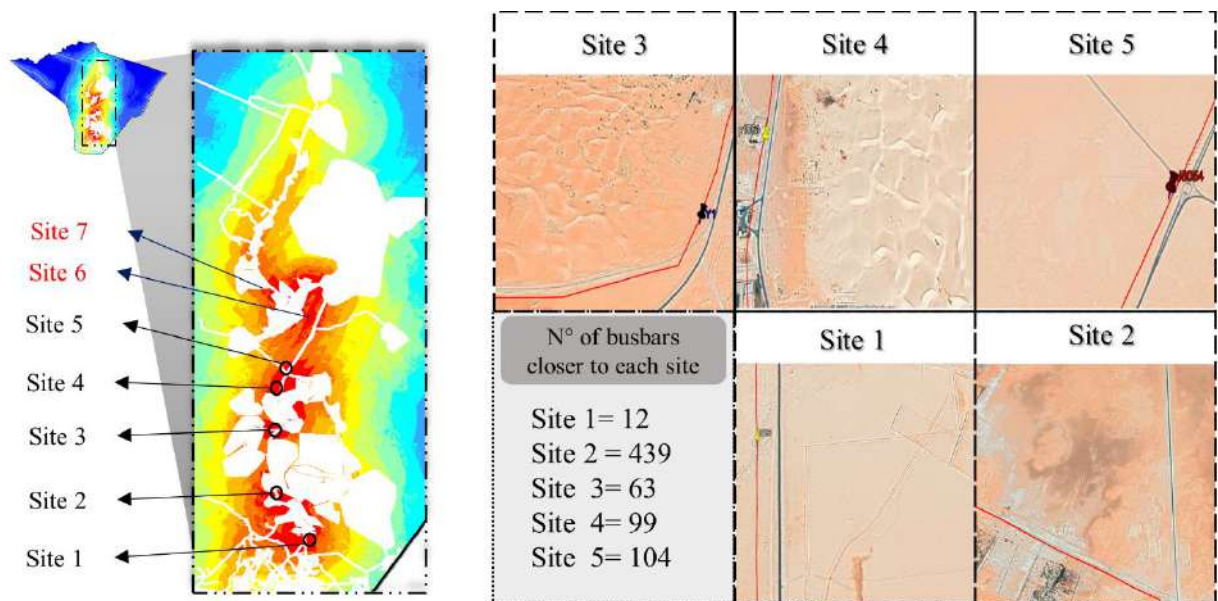 Site 7
Site 6
Site 5
Site 4
Site 3
Site 2
Site 1
Site 3
Site 4
Site 5
Y1
N° of busbars
closer to each site
Site 1= 12
Site 2 = 439
Site 3= 63
Site 4= 99
Site 5= 104
Site 1
Site 2